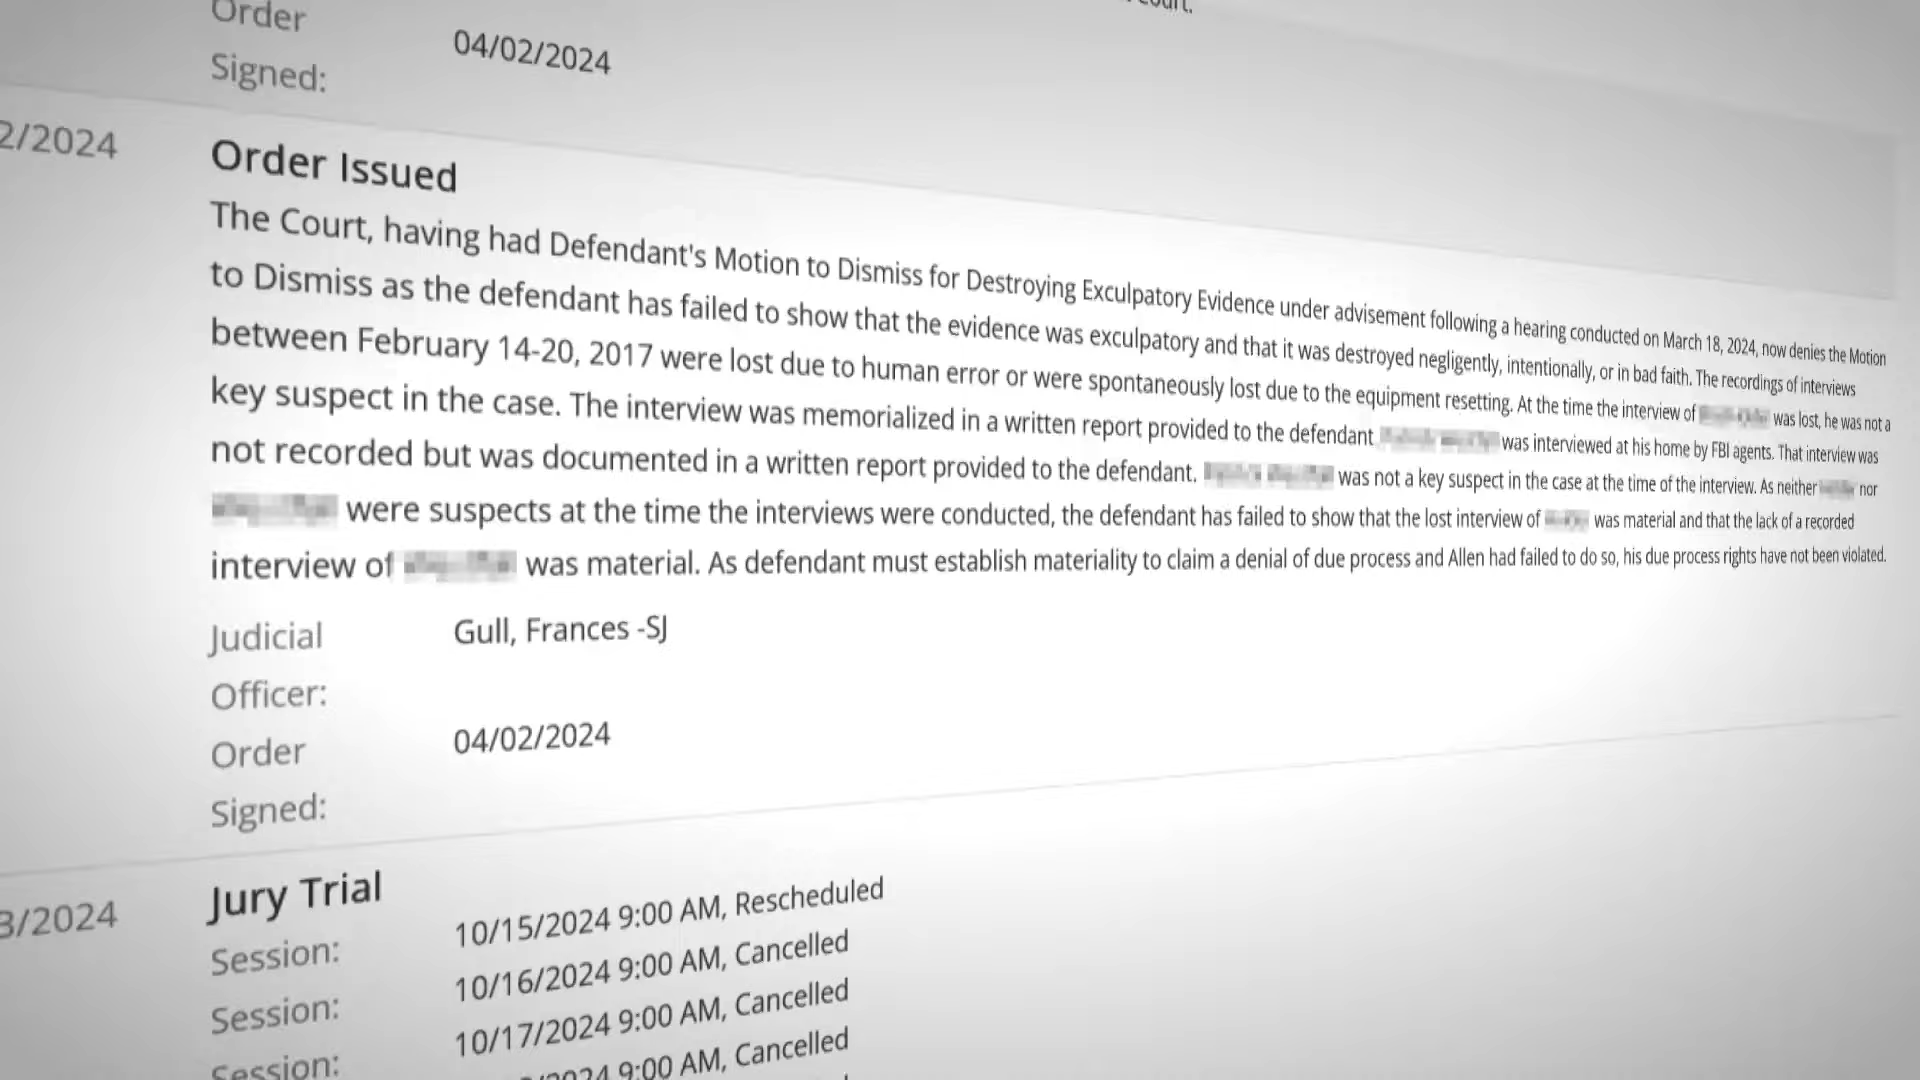 Order
04/02/2024
Signed:
2/2024
Order Issued
The Court, having had Defendant's Motion to Dismiss for Destroying Exculpatory Evidence under advisement following a hearing conducted on March 18, 2024, now denies the Motion
to Dismiss as the defendant has failed to show that the evidence was exculpatory and that it was destroyed negligently, intentionally, or in bad faith. The recordings of interviews
between February 14-20, 2017 were lost due to human error or were spontaneously lost due to the equipment resetting. At the time the interview of was lost, he was not a
key suspect in the case. The interview was memorialized in a written report provided to the defendant was interviewed at his home by FBI agents. That interview was
not recorded but was documented in a written report provided to the defendant. was not a key suspect in the case at the time of the interview. As neither nor
were suspects at the time the interviews were conducted, the defendant has failed to show that the lost interview of was material and that the lack of a recorded
interview of was material. As defendant must establish materiality to claim a denial of due process and Allen had failed to do so, his due process rights have not been violated.
Judicial Gull, Frances -SJ
Officer:
Order 04/02/2024
Signed:
3/2024
Jury Trial
Session: 10/15/2024 9:00 AM, Rescheduled
Session: 10/16/2024 9:00 AM, Cancelled
Session: 10/17/2024 9:00 AM, Cancelled
9:00 AM, Cancelled